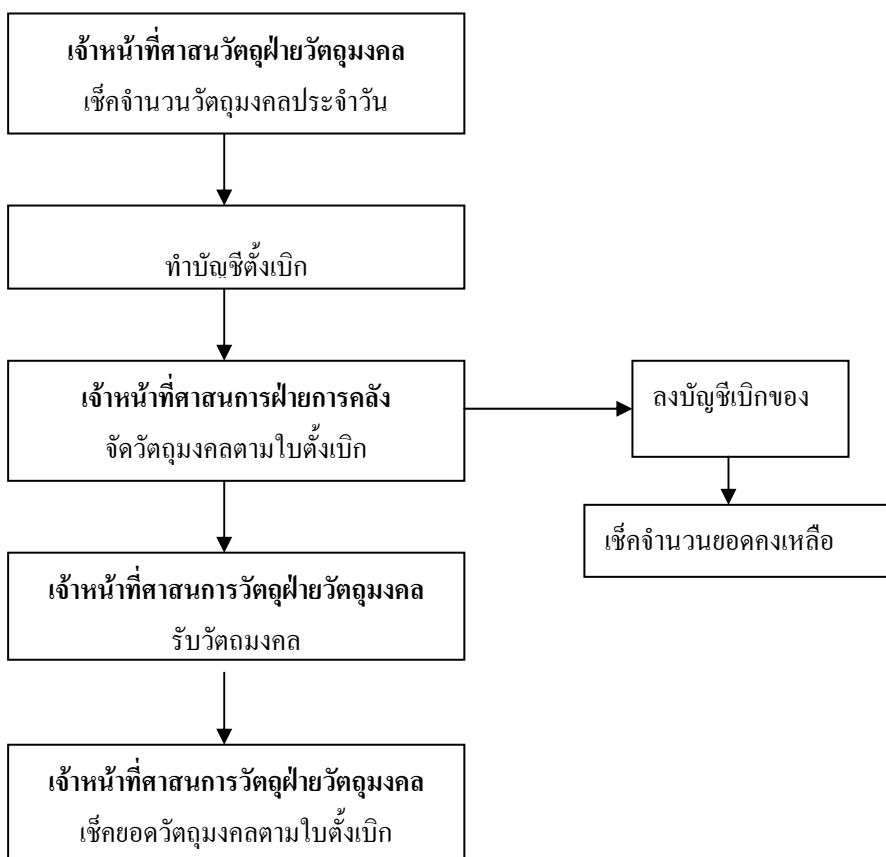 เจ้าหน้าที่ศาสนวัตถุฝ่ายวัตถุมงคล
เช็คจำนวนวัตถุมงคลประจำวัน
ทำบัญชีตั้งเบิก
เจ้าหน้าที่ศาสนการฝ่ายการคลัง
จัดวัตถุมงคลตามใบตั้งเบิก
ลงบัญชีเบิกของ
เช็คจำนวนยอดคงเหลือ
เจ้าหน้าที่ศาสนการวัตถุฝ่ายวัตถุมงคล
รับวัตถมงคล
เจ้าหน้าที่ศาสนการวัตถุฝ่ายวัตถุมงคล
เช็คยอดวัตถุมงคลตามใบตั้งเบิก